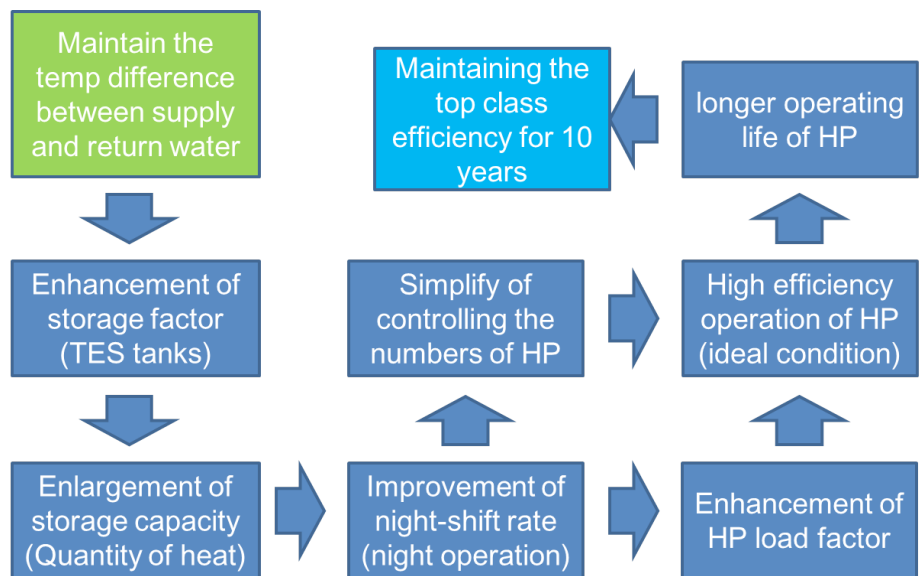 Maintain the
temp difference
between supply
and return water
Maintaining the
top class
efficiency for 10
years
longer operating
life of HP
Enhancement of
storage factor
(TES tanks)
Simplify of
controlling the
numbers of HP
High efficiency
operation of HP
(ideal condition)
Enlargement of
storage capacity
(Quantity of heat)
Improvement of
night-shift rate
(night operation)
Enhancement of
HP load factor